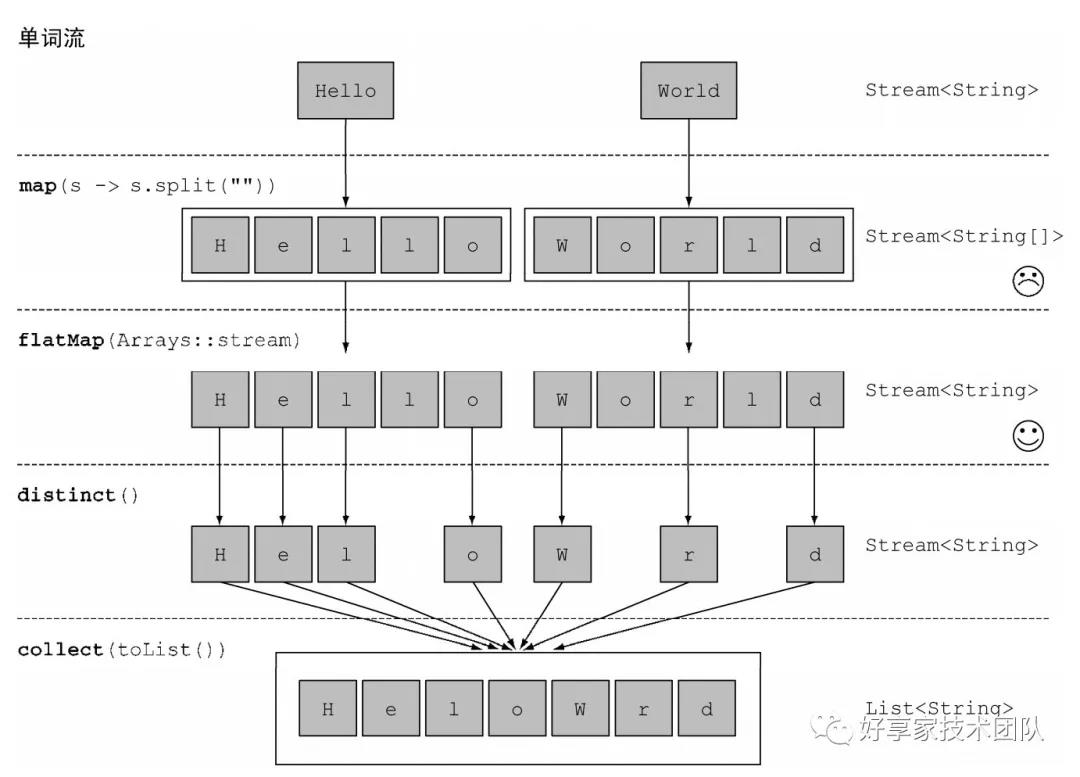 单词流
Hello World Stream<String>
map(s -> s.split(""))
H e l l o W o r l d Stream<String[]>
flatMap(Arrays::stream)
H e l l o W o r l d Stream<String>
distinct()
H e l o W r d Stream<String>
collect(toList())
H e l o W r d List<String>
好享家技术团队